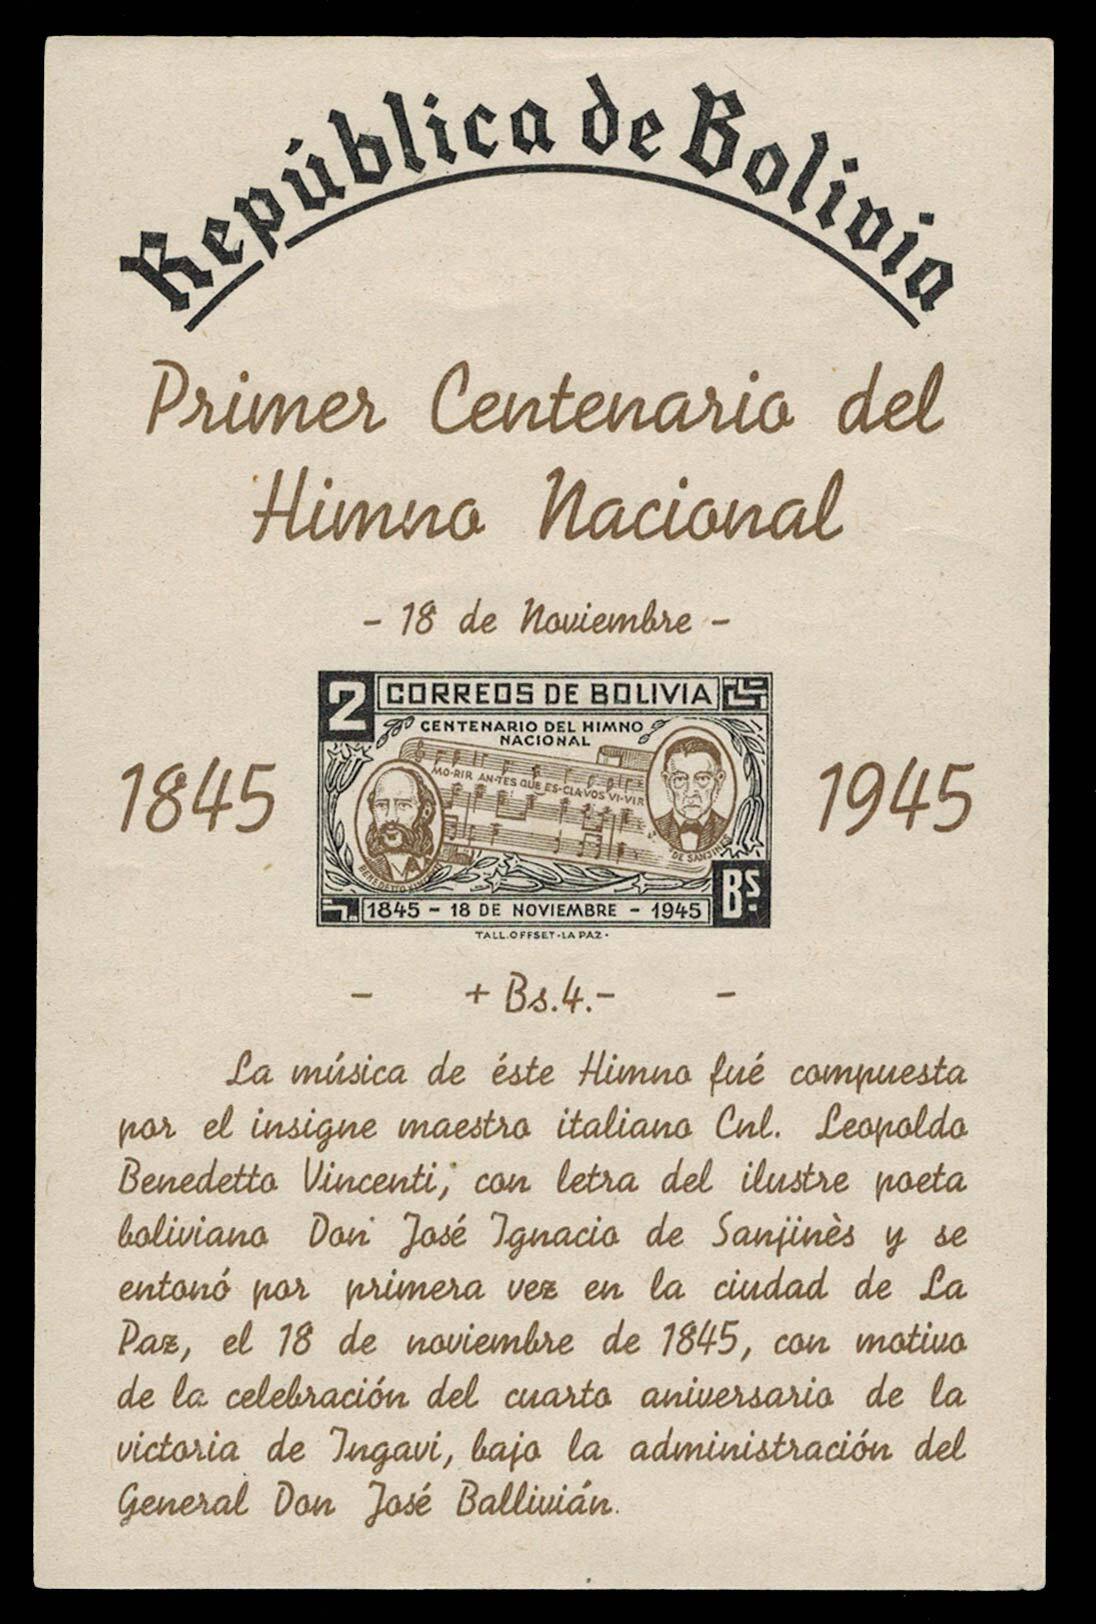 República de Bolivia
Primer Centenario del
Himno Nacional
- 18 de Noviembre -
2 CORREOS DE BOLIVIA
CENTENARIO DEL HIMNO
NACIONAL
MO-RIR AN-TES QUE ES-CLA-VOS VI-VIR
1845
1945
BENEDETTO VINCENTI
DE SANJINES
1845 - 18 DE NOVIEMBRE - 1945
Bs.-
TALL.OFFSET-LA PAZ-
- + Bs.4.- -
La música de éste Himno fué compuesta
por el insigne maestro italiano Cnl. Leopoldo
Benedetto Vincenti, con letra del ilustre poeta
boliviano Don José Ignacio de Sanjinès y se
entonó por primera vez en la ciudad de La
Paz, el 18 de noviembre de 1845, con motivo
de la celebración del cuarto aniversario de la
victoria de Ingavi, bajo la administración del
General Don José Ballivián.